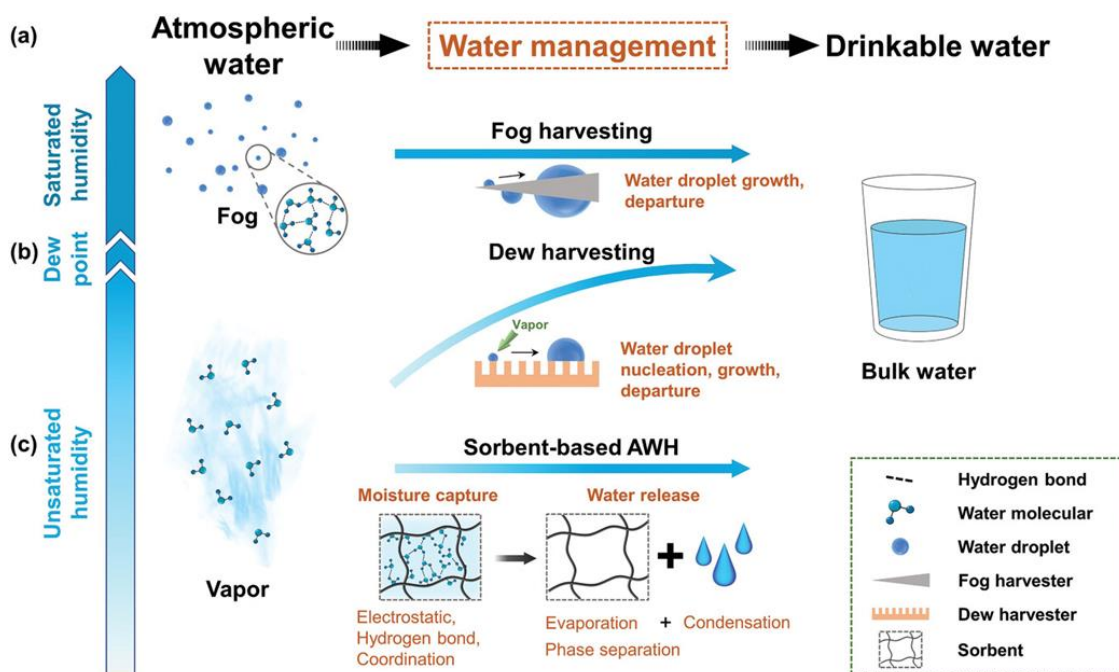 (a)
Atmospheric
water
Water management
Drinkable water
Saturated
humidity
Fog
Fog harvesting
Water droplet growth,
departure
(b)
Dew
point
Dew harvesting
Vapor
Water droplet
nucleation, growth,
departure
Bulk water
(c)
Unsaturated
humidity
Vapor
Sorbent-based AWH
Moisture capture
Water release
Electrostatic,
Hydrogen bond,
Coordination
Evaporation + Condensation
Phase separation
Hydrogen bond
Water molecular
Water droplet
Fog harvester
Dew harvester
Sorbent